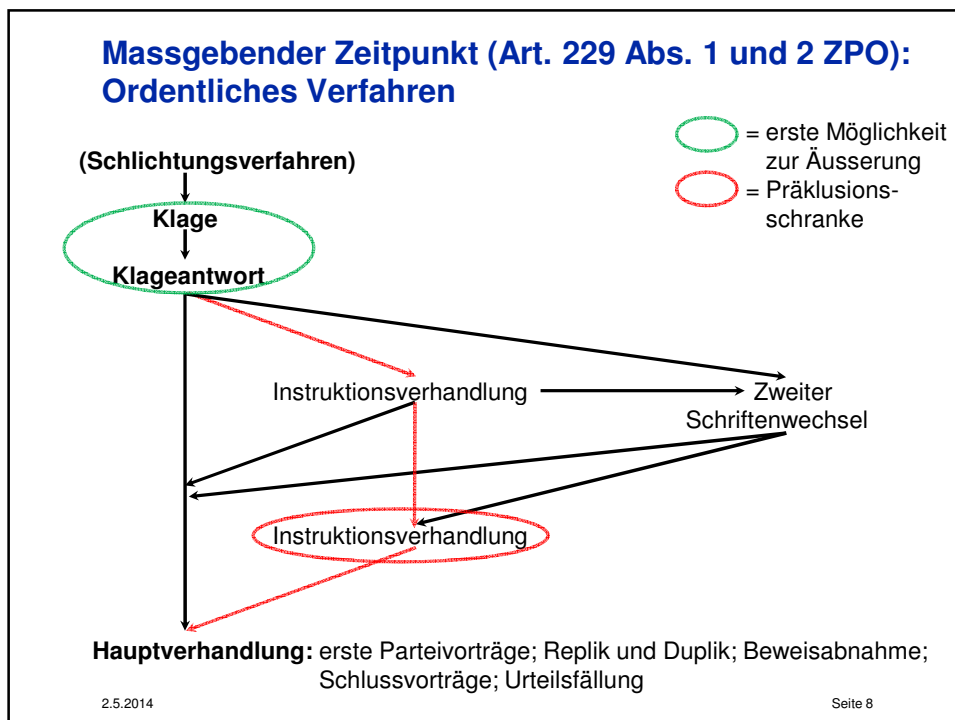 Massgebender Zeitpunkt (Art. 229 Abs. 1 und 2 ZPO):
Ordentliches Verfahren
= erste Möglichkeit
zur Äusserung
= Präklusions-
schranke
(Schlichtungsverfahren)
Klage
Klageantwort
Instruktionsverhandlung
Zweiter
Schriftenwechsel
Instruktionsverhandlung
Hauptverhandlung: erste Parteivorträge; Replik und Duplik; Beweisabnahme;
Schlussvorträge; Urteilsfällung
2.5.2014
Seite 8